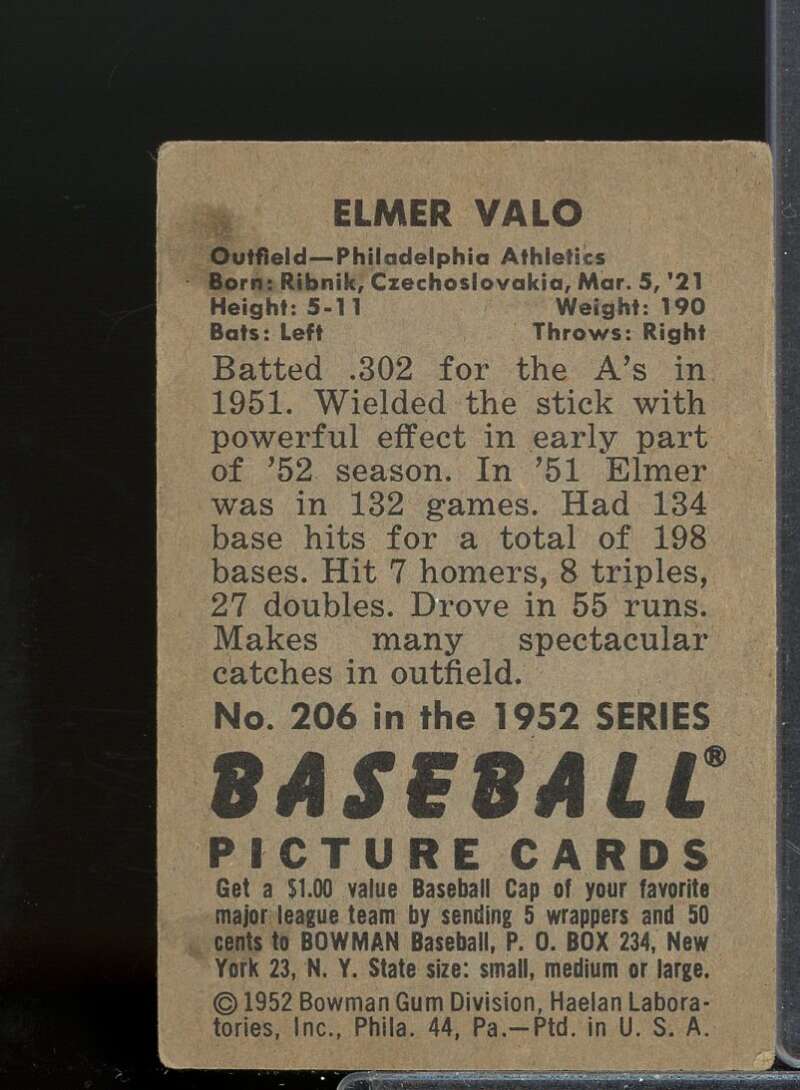 ELMER VALO
Outfield—Philadelphia Athletics
Born: Ribnik, Czechoslovakia, Mar. 5, '21
Height: 5-11 Weight: 190
Bats: Left Throws: Right
Batted .302 for the A's in
1951. Wielded the stick with
powerful effect in early part
of '52 season. In '51 Elmer
was in 132 games. Had 134
base hits for a total of 198
bases. Hit 7 homers, 8 triples,
27 doubles. Drove in 55 runs.
Makes many spectacular
catches in outfield.
No. 206 in the 1952 SERIES
BASEBALL®
PICTURE CARDS
Get a $1.00 value Baseball Cap of your favorite
major league team by sending 5 wrappers and 50
cents to BOWMAN Baseball, P. O. BOX 234, New
York 23, N. Y. State size: small, medium or large.
© 1952 Bowman Gum Division, Haelan Labora-
tories, Inc., Phila. 44, Pa.—Ptd. in U. S. A.